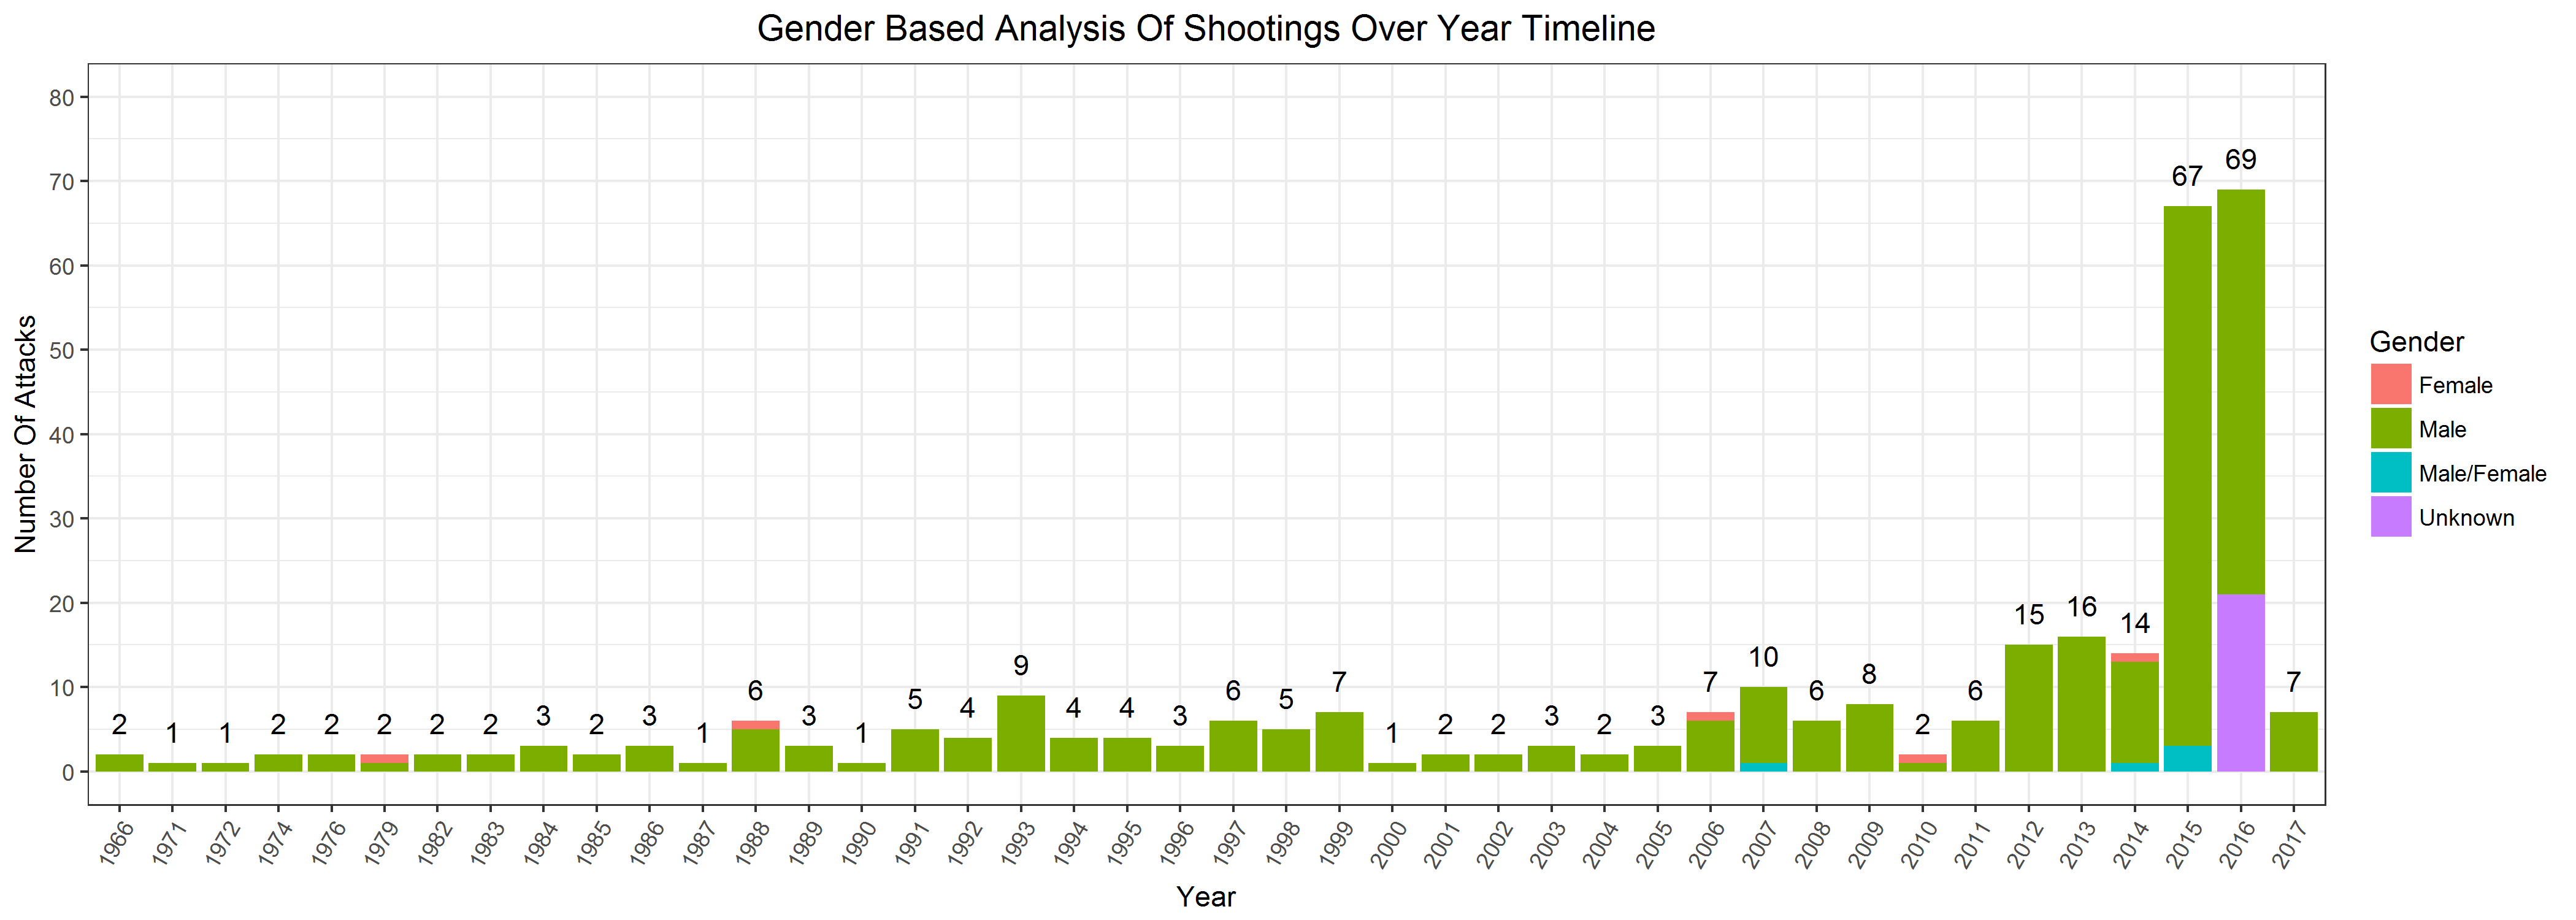 Gender Based Analysis Of Shootings Over Year Timeline
Number Of Attacks
80
70
60
50
40
30
20
10
0
2 1 1 2 2 2 2 2 3 2 3 1 6 3 1 5 4 9 4 4 3 6 5 7 1 2 2 3 2 3 7 10 6 8 2 6 15 16 14 67 69 7
1966 1971 1972 1974 1976 1979 1982 1983 1984 1985 1986 1987 1988 1989 1990 1991 1992 1993 1994 1995 1996 1997 1998 1999 2000 2001 2002 2003 2004 2005 2006 2007 2008 2009 2010 2011 2012 2013 2014 2015 2016 2017
Year
Gender
Female
Male
Male/Female
Unknown